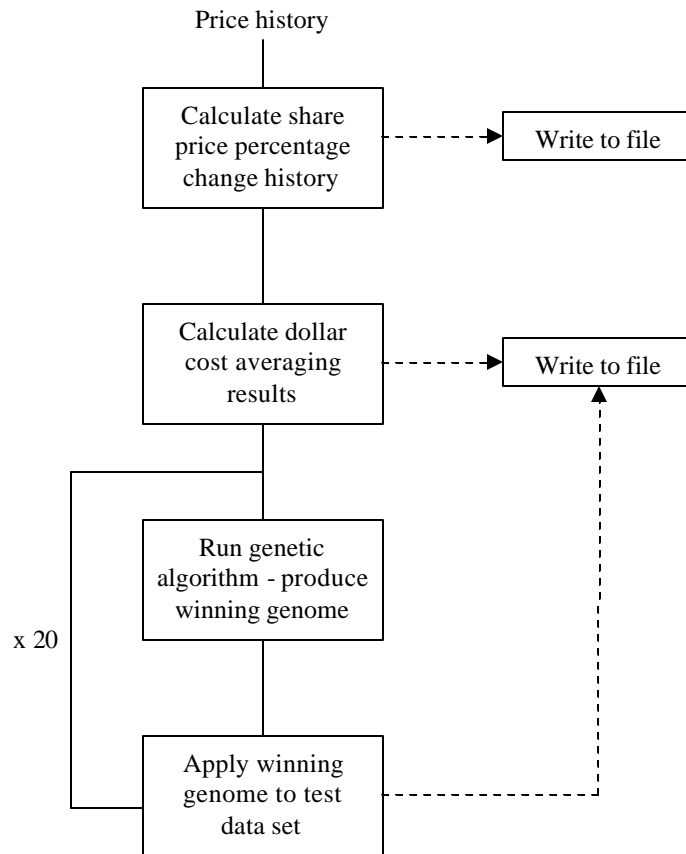 Price history
Calculate share
price percentage
change history
Write to file
Calculate dollar
cost averaging
results
Write to file
Run genetic
algorithm - produce
winning genome
x 20
Apply winning
genome to test
data set